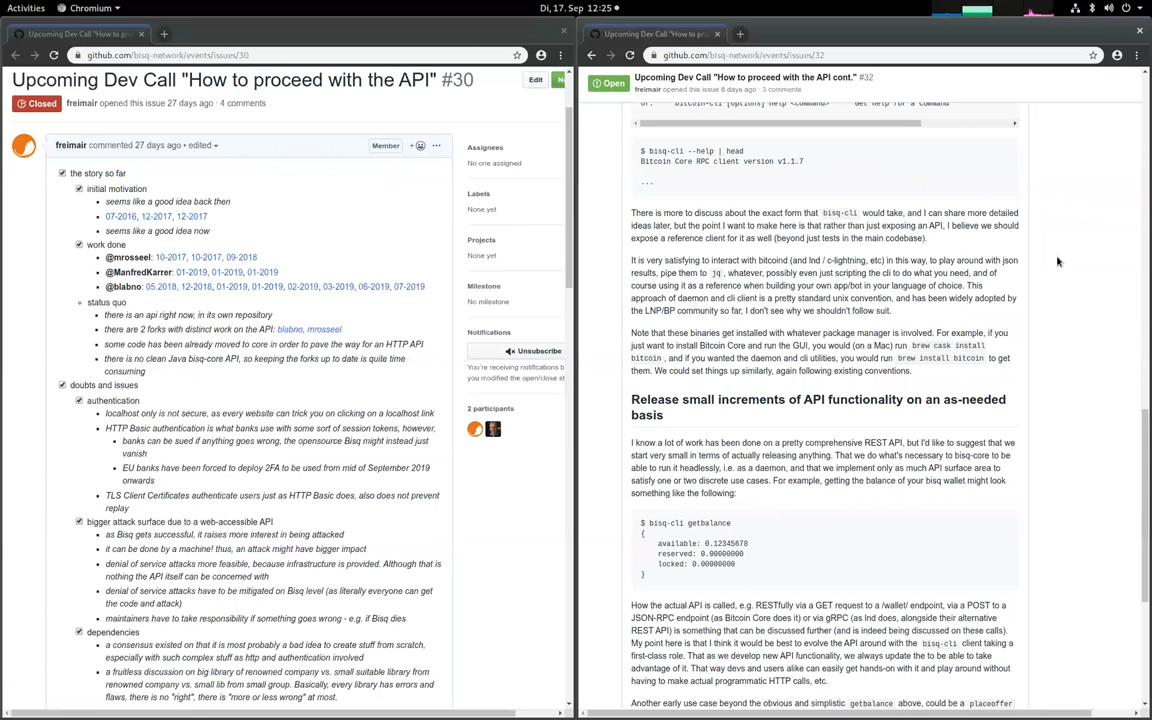 Activities
Chromium
Di, 17. Sep 12:25
Upcoming Dev Call "How to pr
github.com/bisq-network/events/issues/30
Upcoming Dev Call "How to proceed with the API" #30
Edit
Closed
freimair opened this issue 27 days ago · 4 comments
freimair commented 27 days ago • edited
Member
the story so far
initial motivation
seems like a good idea back then
07-2016, 12-2017, 12-2017
seems like a good idea now
work done
@mrosseel: 10-2017, 10-2017, 09-2018
@ManfredKarrer: 01-2019, 01-2019, 01-2019
@blabno: 05.2018, 12-2018, 01-2019, 01-2019, 02-2019, 03-2019, 06-2019, 07-2019
status quo
there is an api right now, in its own repository
there are 2 forks with distinct work on the API: blabno, mrosseel
some code has been already moved to core in order to pave the way for an HTTP API
there is no clean Java bisq-core API, so keeping the forks up to date is quite time
consuming
doubts and issues
authentication
localhost only is not secure, as every website can trick you on clicking on a localhost link
HTTP Basic authentication is what banks use with some sort of session tokens, however,
banks can be sued if anything goes wrong, the opensource Bisq might instead just
vanish
EU banks have been forced to deploy 2FA to be used from mid of September 2019
onwards
TLS Client Certificates authenticate users just as HTTP Basic does, also does not prevent
replay
bigger attack surface due to a web-accessible API
as Bisq gets successful, it raises more interest in being attacked
it can be done by a machine! thus, an attack might have bigger impact
denial of service attacks more feasible, because infrastructure is provided. Although that is
nothing the API itself can be concerned with
denial of service attacks have to be mitigated on Bisq level (as literally everyone can get
the code and attack)
maintainers have to take responsibility if something goes wrong - e.g. if Bisq dies
dependencies
a consensus existed on that it is most probably a bad idea to create stuff from scratch,
especially with such complex stuff as http and authentication involved
a fruitless discussion on big library of renowned company vs. small suitable library from
renowned company vs. small lib from small group. Basically, every library has errors and
flaws, there is no "right", there is "more or less wrong" at most.
Assignees
No one assigned
Labels
None yet
Projects
None yet
Milestone
No milestone
Notifications
Unsubscribe
You're receiving notifications b
you modified the open/close st
2 participants
Upcoming Dev Call "How to pro
github.com/bisq-network/events/issues/32
Open
Upcoming Dev Call "How to proceed with the API cont." #32
freimair opened this issue 6 days ago · 3 comments
or: bitcoin-cli [options] help <command> Get help for a command
$ bisq-cli --help | head
Bitcoin Core RPC client version v1.1.7
...
There is more to discuss about the exact form that bisq-cli would take, and I can share more detailed
ideas later, but the point I want to make here is that rather than just exposing an API, I believe we should
expose a reference client for it as well (beyond just tests in the main codebase).
It is very satisfying to interact with bitcoind (and lnd / c-lightning, etc) in this way, to play around with json
results, pipe them to jq, whatever, possibly even just scripting the cli to do what you need, and of
course using it as a reference when building your own app/bot in your language of choice. This
approach of daemon and cli client is a pretty standard unix convention, and has been widely adopted by
the LNP/BP community so far, I don't see why we shouldn't follow suit.
Note that these binaries get installed with whatever package manager is involved. For example, if you
just want to install Bitcoin Core and run the GUI, you would (on a Mac) run brew cask install
bitcoin, and if you wanted the daemon and cli utilities, you would run brew install bitcoin to get
them. We could set things up similarly, again following existing conventions.
Release small increments of API functionality on an as-needed
basis
I know a lot of work has been done on a pretty comprehensive REST API, but I'd like to suggest that we
start very small in terms of actually releasing anything. That we do what's necessary to bisq-core to be
able to run it headlessly, i.e. as a daemon, and that we implement only as much API surface area to
satisfy one or two discrete use cases. For example, getting the balance of your bisq wallet might look
something like the following:
$ bisq-cli getbalance
{
available: 0.12345678
reserved: 0.00000000
locked: 0.00000000
}
How the actual API is called, e.g. RESTfully via a GET request to a /wallet/ endpoint, via a POST to a
JSON-RPC endpoint (as Bitcoin Core does it) or via gRPC (as lnd does, alongside their alternative
REST API) is something that can be discussed further (and is indeed being discussed on these calls).
My point here is that I think it would be best to evolve the API around with the bisq-cli client taking a
first-class role. That as we develop new API functionality, we always update the to be able to take
advantage of it. That way devs and users alike can easily get hands-on with it and play around without
having to make actual programmatic HTTP calls, etc.
Another early use case beyond the obvious and simplistic getbalance above, could be a placeoffer